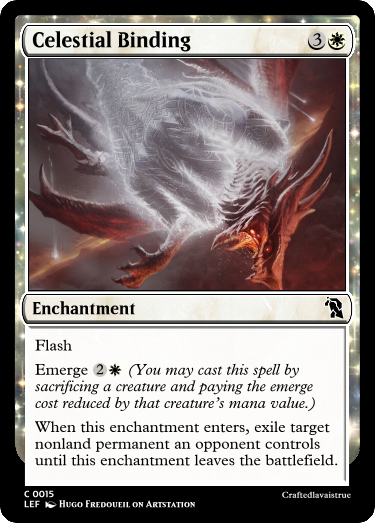 Celestial Binding 3
Enchantment
Flash
Emerge 2 (You may cast this spell by
sacrificing a creature and paying the emerge
cost reduced by that creature's mana value.)
When this enchantment enters, exile target
nonland permanent an opponent controls
until this enchantment leaves the battlefield.
C 0015
LEF Hugo Fredoueil on Artstation
Craftedlavaistrue